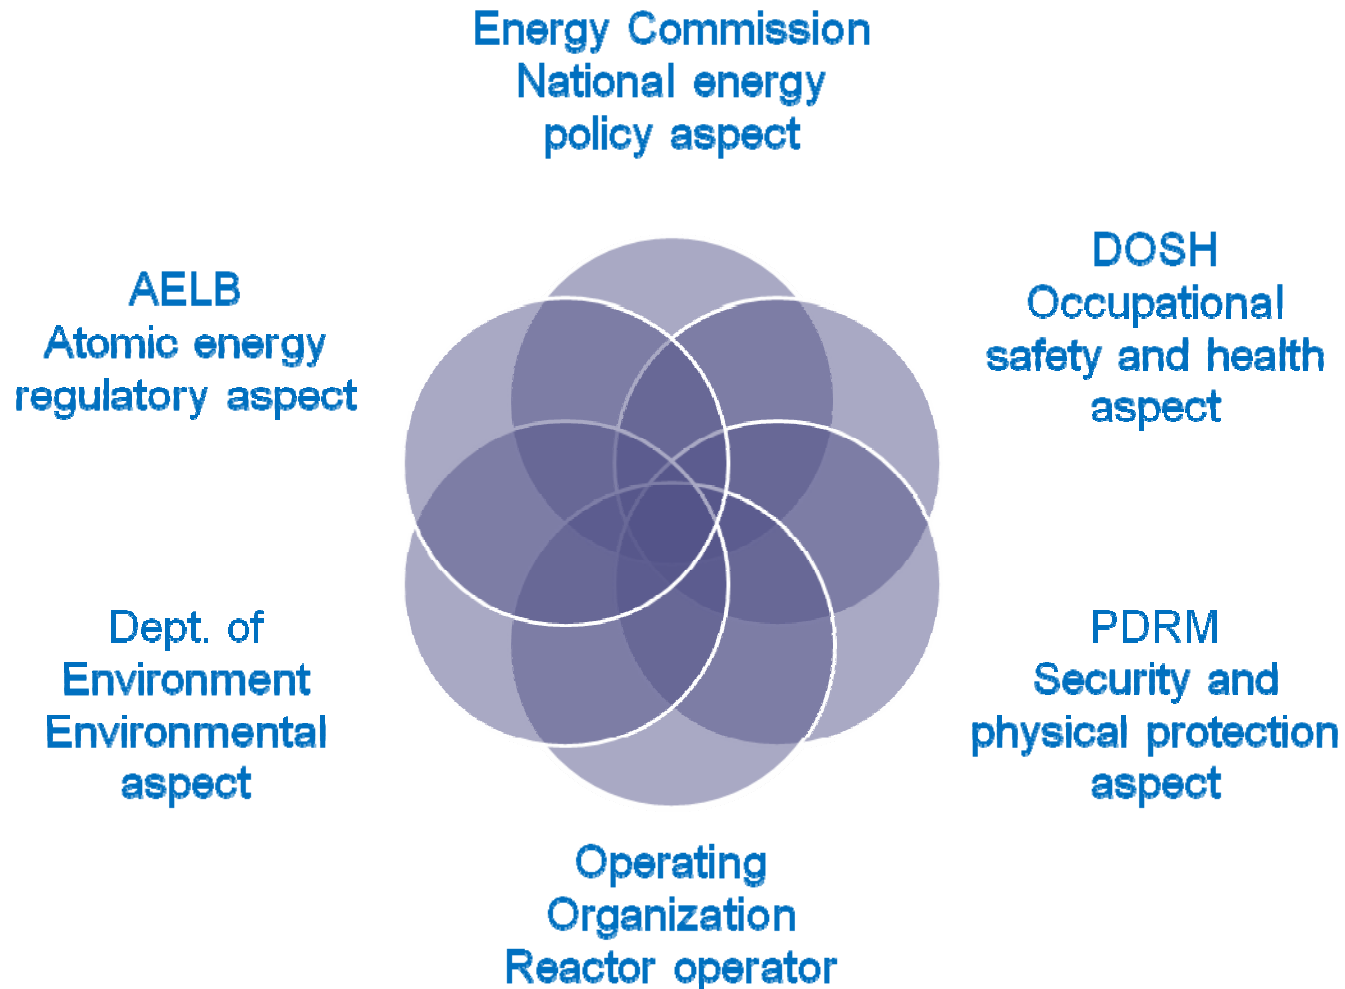 Energy Commission
National energy
policy aspect
DOSH
Occupational
safety and health
aspect
AELB
Atomic energy
regulatory aspect
Dept. of
Environment
Environmental
aspect
PDRM
Security and
physical protection
aspect
Operating
Organization
Reactor operator